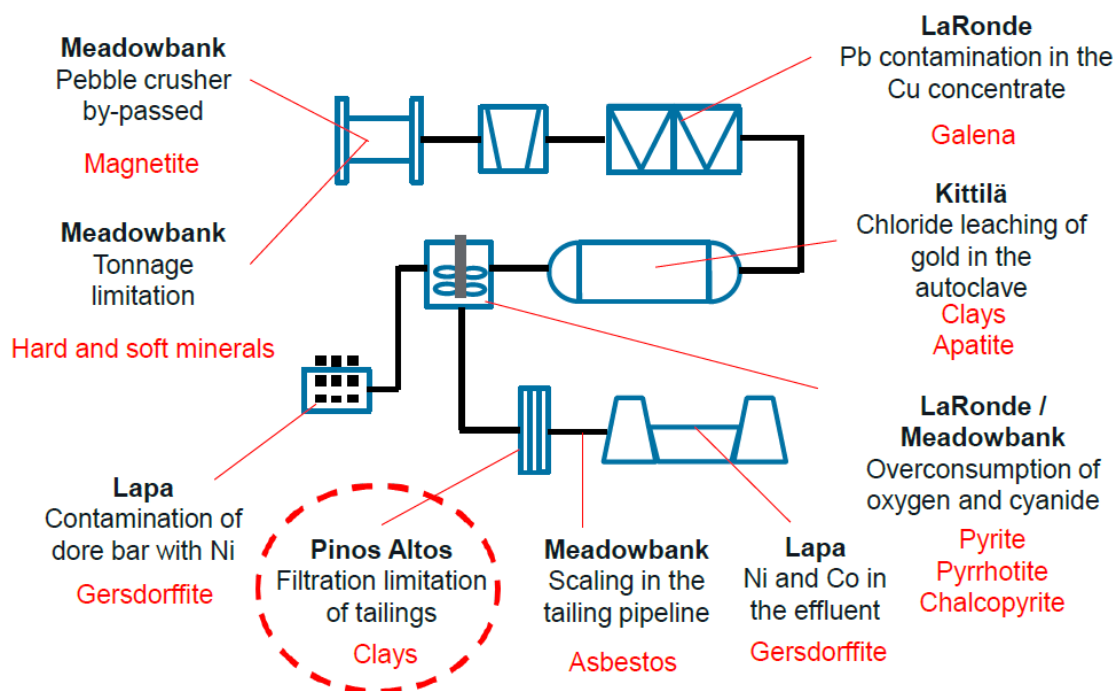 Meadowbank
Pebble crusher
by-passed
Magnetite
LaRonde
Pb contamination in the
Cu concentrate
Galena
Meadowbank
Tonnage
limitation
Hard and soft minerals
Kittilä
Chloride leaching of
gold in the
autoclave
Clays
Apatite
LaRonde /
Meadowbank
Overconsumption of
oxygen and cyanide
Pyrite
Pyrrhotite
Chalcopyrite
Lapa
Contamination of
dore bar with Ni
Gersdorffite
Pinos Altos
Filtration limitation
of tailings
Clays
Meadowbank
Scaling in the
tailing pipeline
Asbestos
Lapa
Ni and Co in
the effluent
Gersdorffite